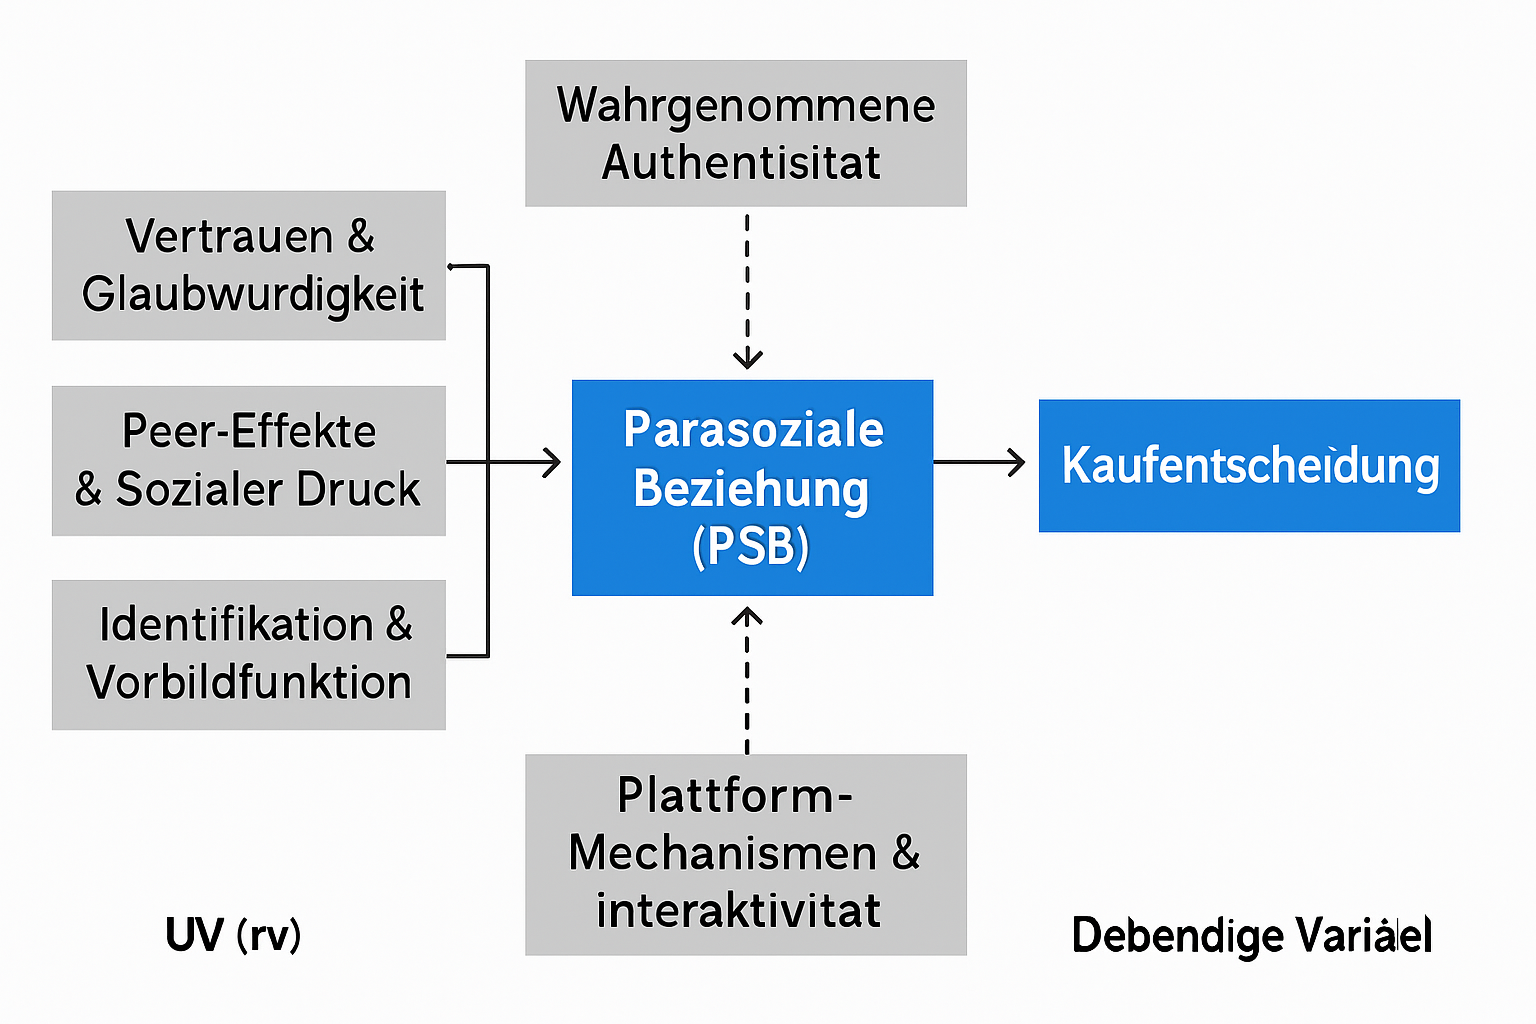 Wahrgenommene
Authentisitat
Vertrauen &
Glaubwurdigkeit
Peer-Effekte
& Sozialer Druck
Identifikation &
Vorbildfunktion
Parasoziale
Beziehung
(PSB)
Kaufentscheidung
Plattform-
Mechanismen &
interaktivitat
UV (rv)
Debendige Variàel